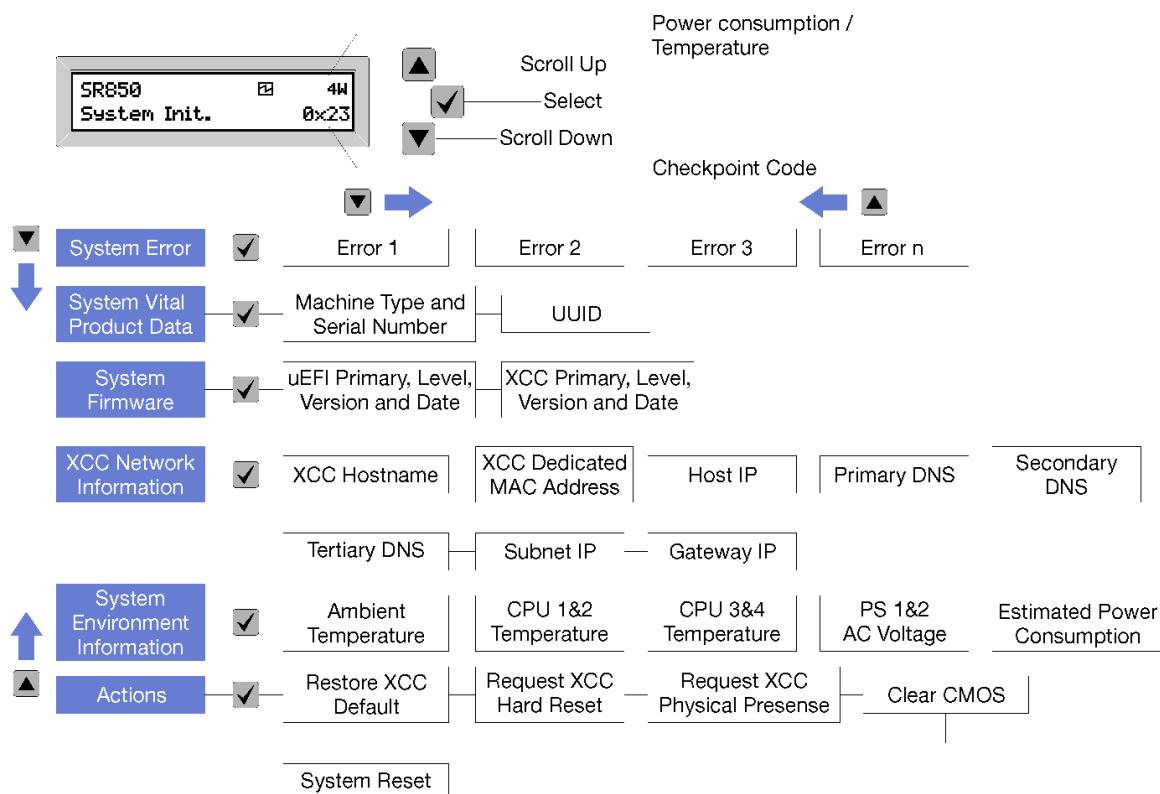 Power consumption /
Temperature
SR850 4W
System Init. 0x23
Scroll Up
Select
Scroll Down
Checkpoint Code
System Error
Error 1
Error 2
Error 3
Error n
System Vital
Product Data
Machine Type and
Serial Number
UUID
System
Firmware
uEFI Primary, Level,
Version and Date
XCC Primary, Level,
Version and Date
XCC Network
Information
XCC Hostname
XCC Dedicated
MAC Address
Host IP
Primary DNS
Secondary
DNS
Tertiary DNS
Subnet IP
Gateway IP
System
Environment
Information
Ambient
Temperature
CPU 1&2
Temperature
CPU 3&4
Temperature
PS 1&2
AC Voltage
Estimated Power
Consumption
Actions
Restore XCC
Default
Request XCC
Hard Reset
Request XCC
Physical Presense
Clear CMOS
System Reset